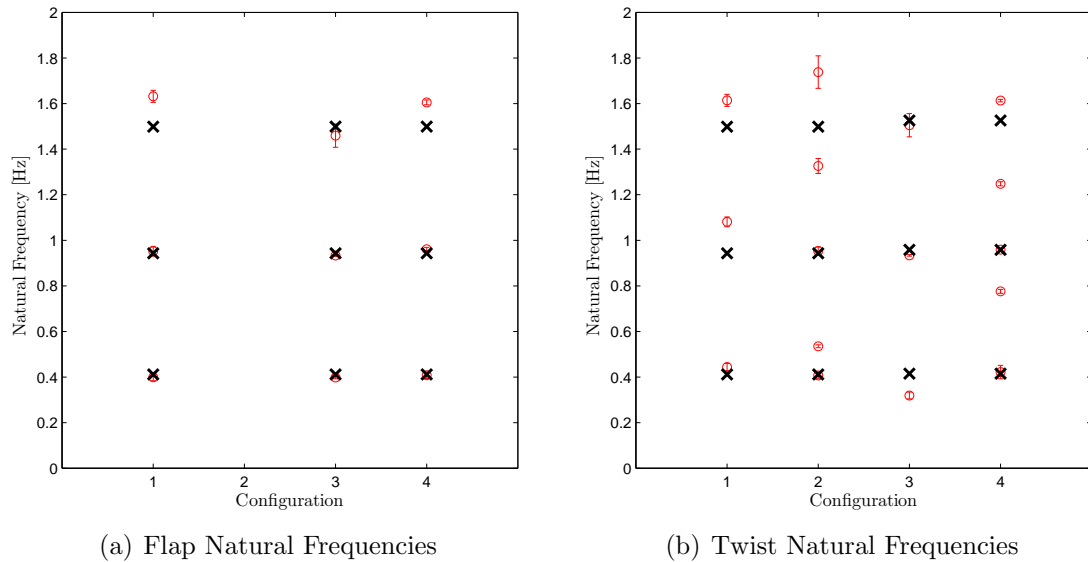 2
1.8
1.6
1.4
1.2
1
0.8
0.6
0.4
0.2
0
Natural Frequency [Hz]
1 2 3 4
Configuration
(a) Flap Natural Frequencies
2
1.8
1.6
1.4
1.2
1
0.8
0.6
0.4
0.2
0
Natural Frequency [Hz]
1 2 3 4
Configuration
(b) Twist Natural Frequencies